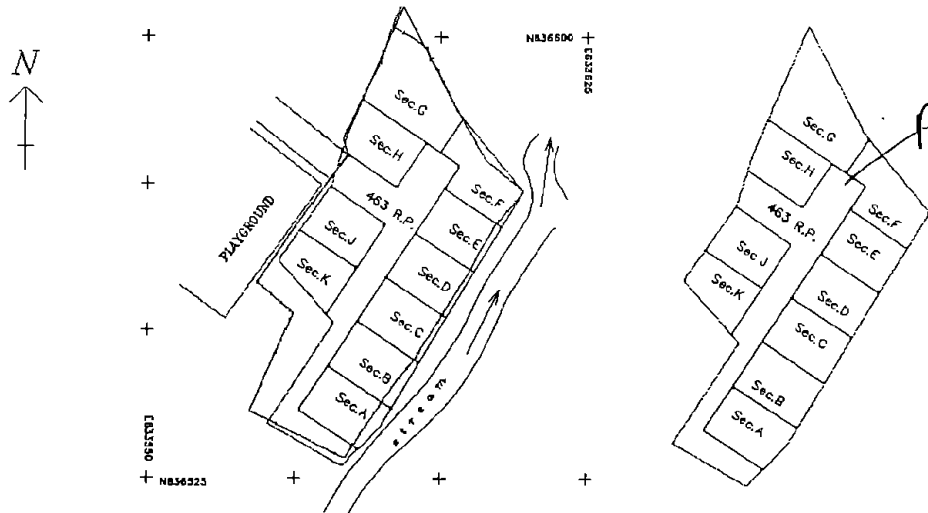 N
N836600
E833625
PLAYGROUND
Sec.G
Sec.H
463 R.P.
Sec.F
Sec.J
Sec.E
Sec.K
Sec.D
Sec.C
Sec.B
Sec.A
stream
E833550
N836525
Sec.G
Sec.H
463 R.P.
Sec.F
Sec.J
Sec.E
Sec.K
Sec.D
Sec.C
Sec.B
Sec.A